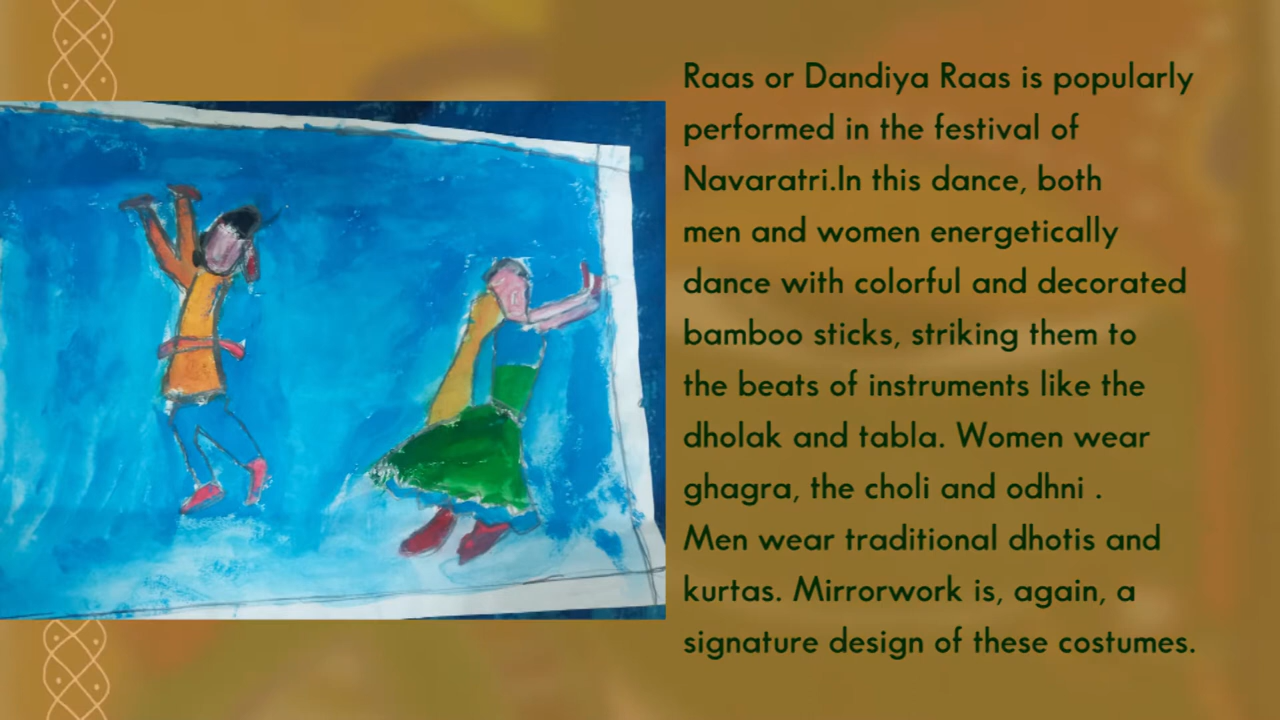 Raas or Dandiya Raas is popularly
performed in the festival of
Navaratri.In this dance, both
men and women energetically
dance with colorful and decorated
bamboo sticks, striking them to
the beats of instruments like the
dholak and tabla. Women wear
ghagra, the choli and odhni .
Men wear traditional dhotis and
kurtas. Mirrorwork is, again, a
signature design of these costumes.